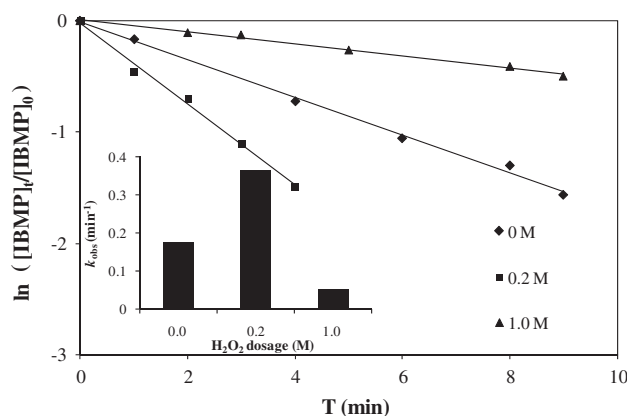 ln ( [IBMP]t/[IBMP]0
0
-1
-2
-3
0
2
4
6
8
10
T (min)
0 M
0.2 M
1.0 M
kobs (min-1)
0.4
0.3
0.2
0.1
0
0.0
0.2
1.0
H2O2 dosage (M)